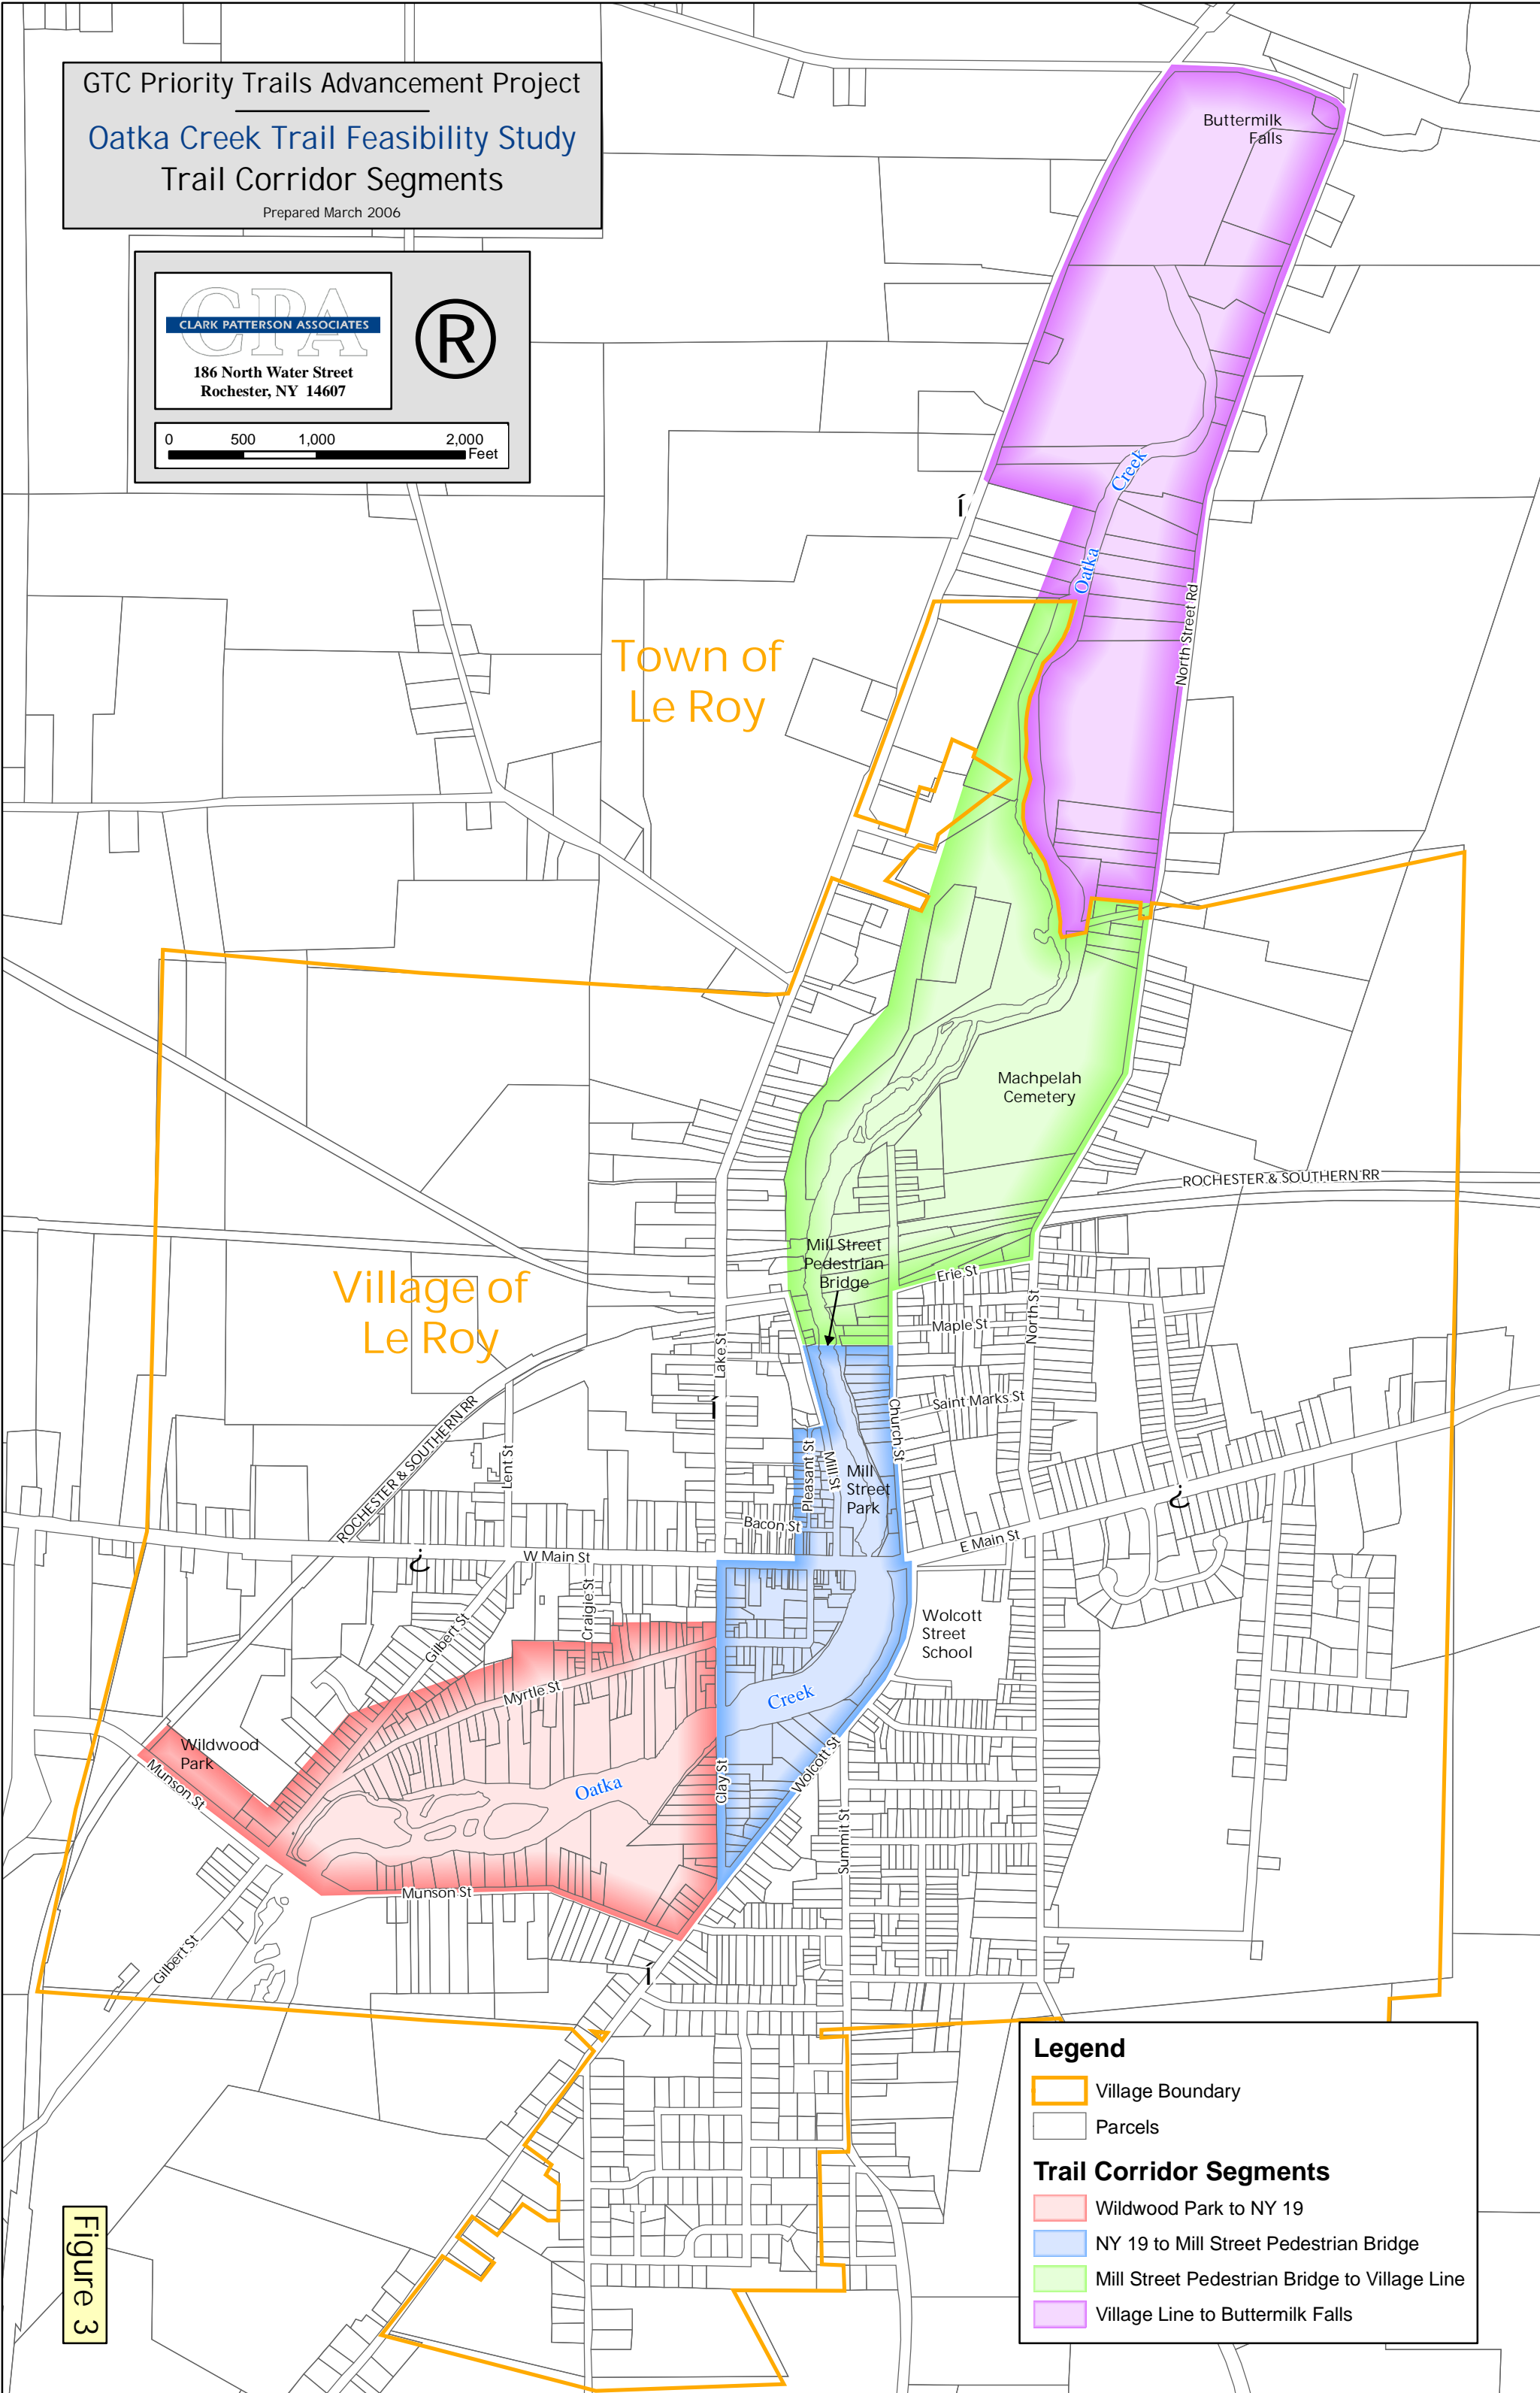 GTC Priority Trails Advancement Project
Oatka Creek Trail Feasibility Study
Trail Corridor Segments
Prepared March 2006
CPA
CLARK PATTERSON ASSOCIATES
186 North Water Street
Rochester, NY 14607
®
0 500 1,000 2,000
Feet
Buttermilk
Falls
Creek
Oatka
Í
North Street Rd
Town of
Le Roy
Machpelah
Cemetery
ROCHESTER & SOUTHERN RR
Mill Street
Pedestrian
Bridge
Erie St
Village of
Le Roy
Maple St
North St
Lake St
Saint Marks St
Church St
Í
ROCHESTER & SOUTHERN RR
Lent St
Pleasant St
Mill St
Mill
Street
Park
Bacon St
E Main St
¿
¿
W Main St
Craigie St
Gilbert St
Wolcott
Street
School
Myrtle St
Creek
Wildwood
Park
Munson St
Oatka
Clay St
Wolcott St
Summit St
Munson St
Gilbert St
Í
Legend
Village Boundary
Parcels
Trail Corridor Segments
Wildwood Park to NY 19
NY 19 to Mill Street Pedestrian Bridge
Mill Street Pedestrian Bridge to Village Line
Village Line to Buttermilk Falls
Figure 3